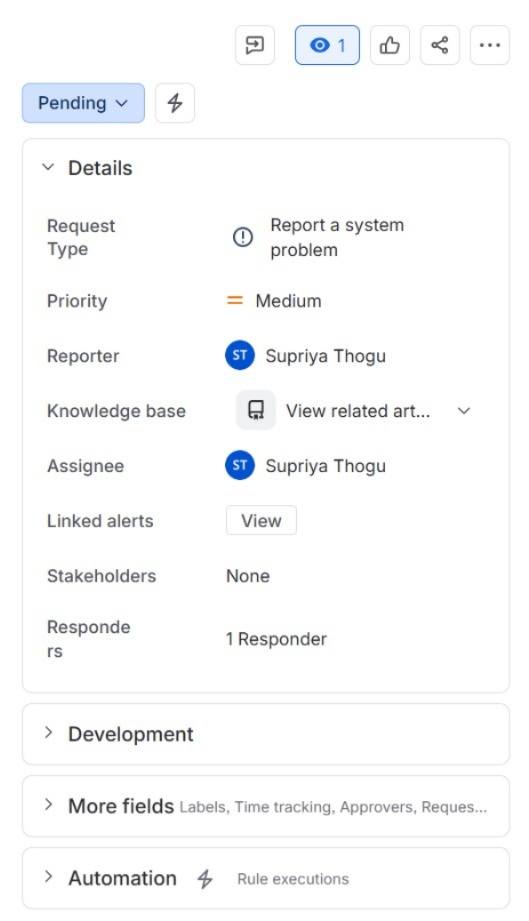 1
Pending
Details
Request
Type
Report a system
problem
Priority
Medium
Reporter
ST Supriya Thogu
Knowledge base
View related art...
Assignee
ST Supriya Thogu
Linked alerts
View
Stakeholders
None
Responde
rs
1 Responder
Development
More fields Labels, Time tracking, Approvers, Reques...
Automation Rule executions